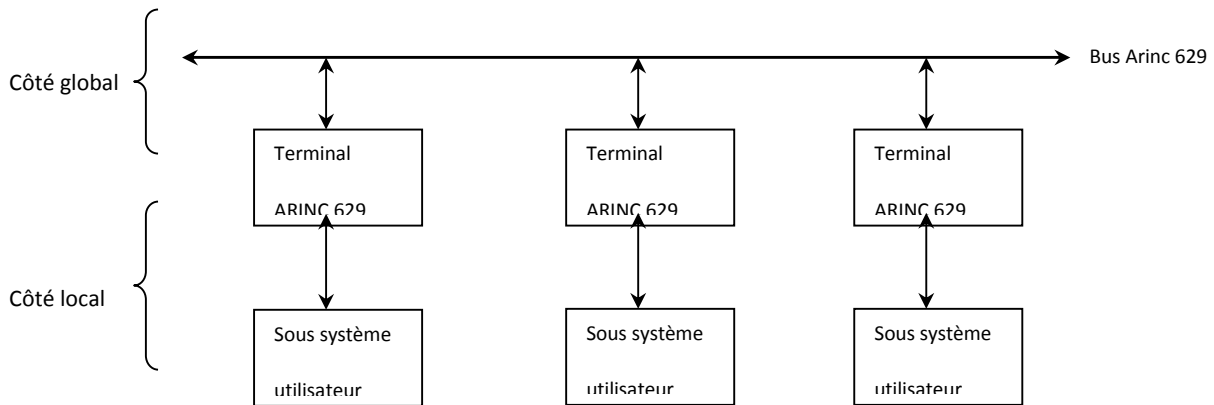 Bus Arinc 629
Côté global
Terminal
ARINC 629
Terminal
ARINC 629
Terminal
ARINC 629
Côté local
Sous système
utilisateur
Sous système
utilisateur
Sous système
utilisateur